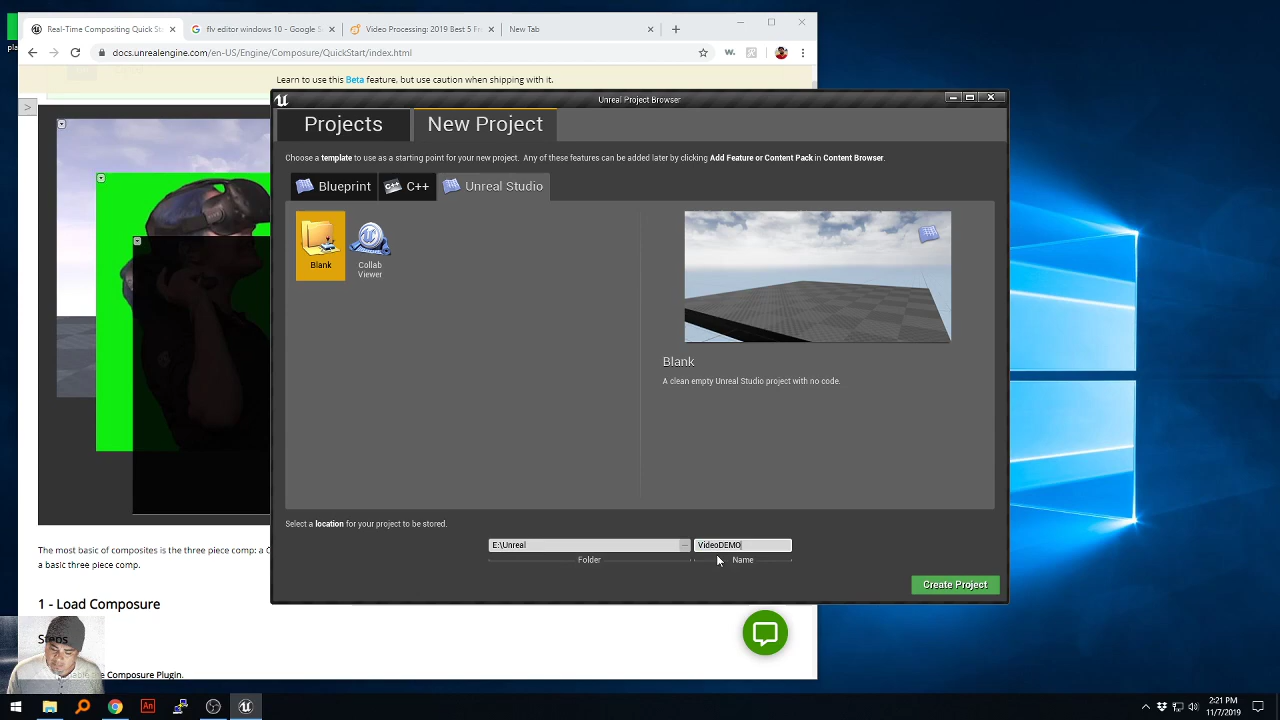 pla
Real-Time Compositing Quick St
flv editor windows 10 - Google S
Video Processing: 2019 Best 5 Fr
New Tab
docs.unrealengine.com/en-US/Engine/Composure/QuickStart/index.html
Learn to use this Beta feature, but use caution when shipping with it.
Unreal Project Browser
Projects
New Project
Choose a template to use as a starting point for your new project. Any of these features can be added later by clicking Add Feature or Content Pack in Content Browser.
Blueprint
C++
Unreal Studio
Blank
Collab
Viewer
Blank
A clean empty Unreal Studio project with no code.
Select a location for your project to be stored.
E:\Unreal
VideoDEMO
Folder
Name
Create Project
The most basic of composites is the three piece comp: a
a basic three piece comp.
1 - Load Composure
Steps
Composure Plugin.
An
2:21 PM
11/7/2019